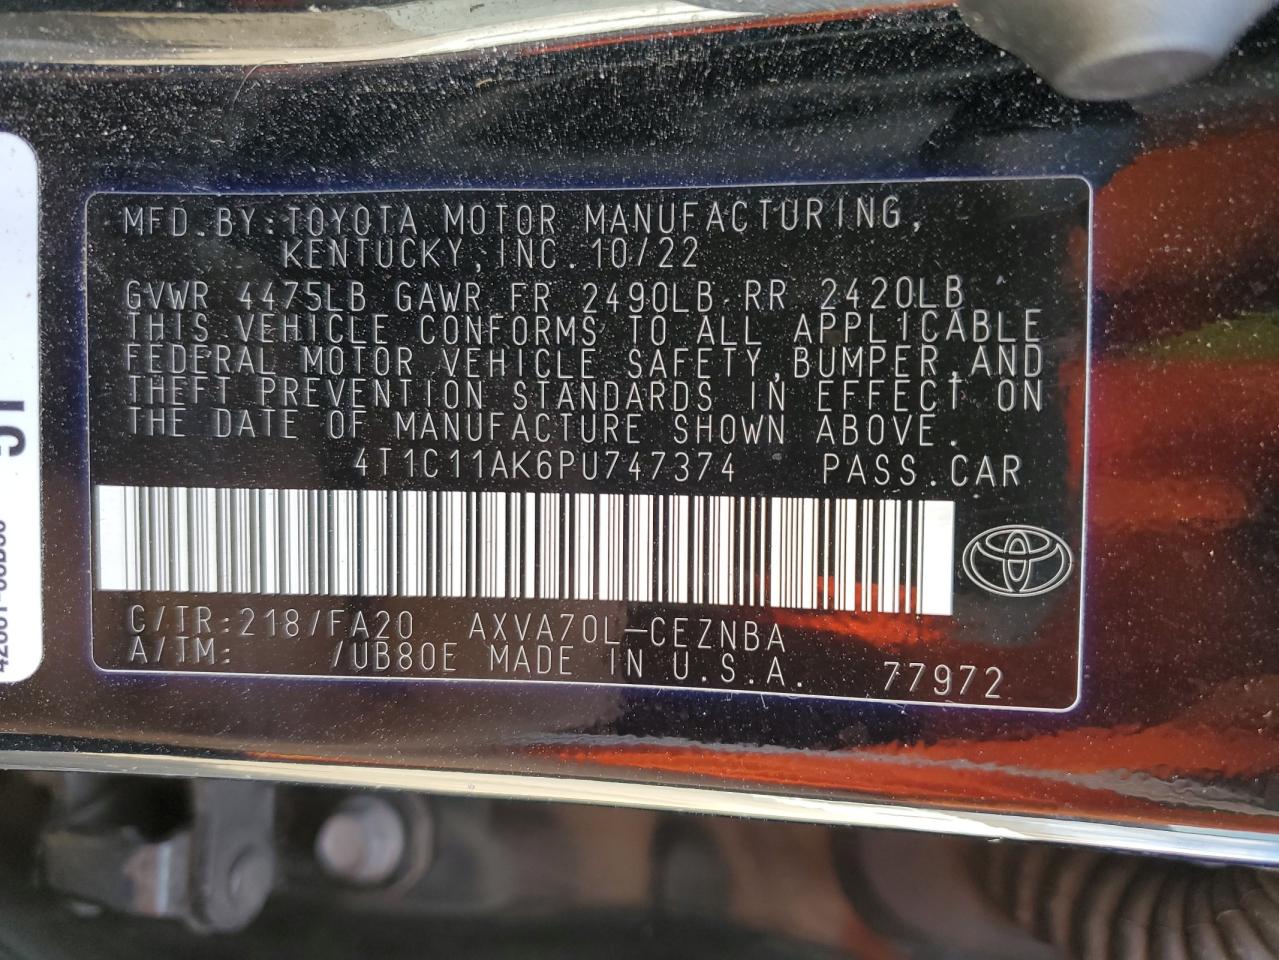 MFD.BY:TOYOTA MOTOR MANUFACTURING,
KENTUCKY,INC. 10/22
GVWR 4475LB GAWR FR 2490LB RR 2420LB
THIS VEHICLE CONFORMS TO ALL APPLICABLE
FEDERAL MOTOR VEHICLE SAFETY,BUMPER,AND
THEFT PREVENTION STANDARDS IN EFFECT ON
THE DATE OF MANUFACTURE SHOWN ABOVE.
4T1C11AK6PU747374 PASS.CAR
C/TR:218/FA20 AXVA70L-CEZNBA
A/TM: /UB80E MADE IN U.S.A. 77972